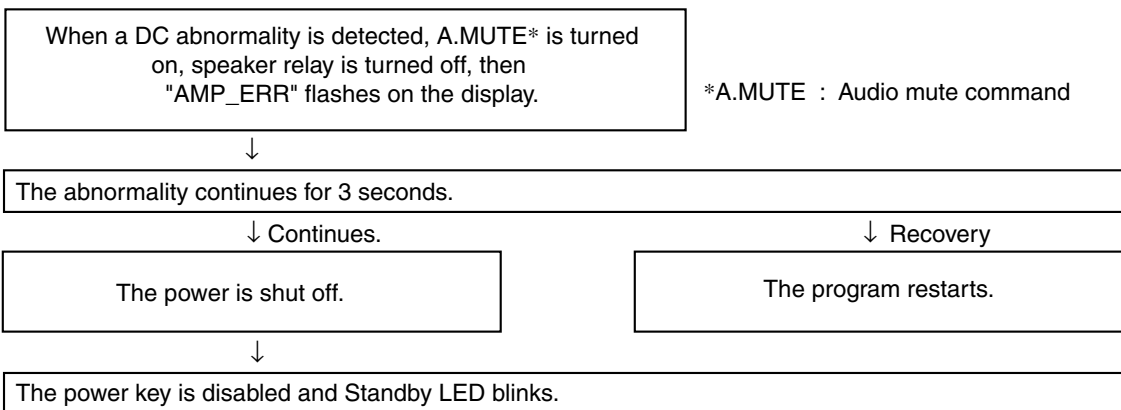 When a DC abnormality is detected, A.MUTE* is turned
on, speaker relay is turned off, then
"AMP_ERR" flashes on the display.
*A.MUTE : Audio mute command
↓
The abnormality continues for 3 seconds.
↓ Continues.
↓ Recovery
The power is shut off.
The program restarts.
↓
The power key is disabled and Standby LED blinks.